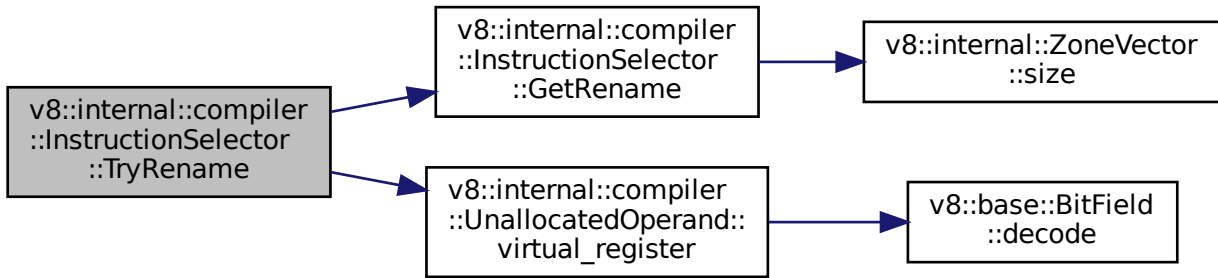 v8::internal::compiler
::InstructionSelector
::TryRename
v8::internal::compiler
::InstructionSelector
::GetRename
v8::internal::ZoneVector
::size
v8::internal::compiler
::UnallocatedOperand::
virtual_register
v8::base::BitField
::decode